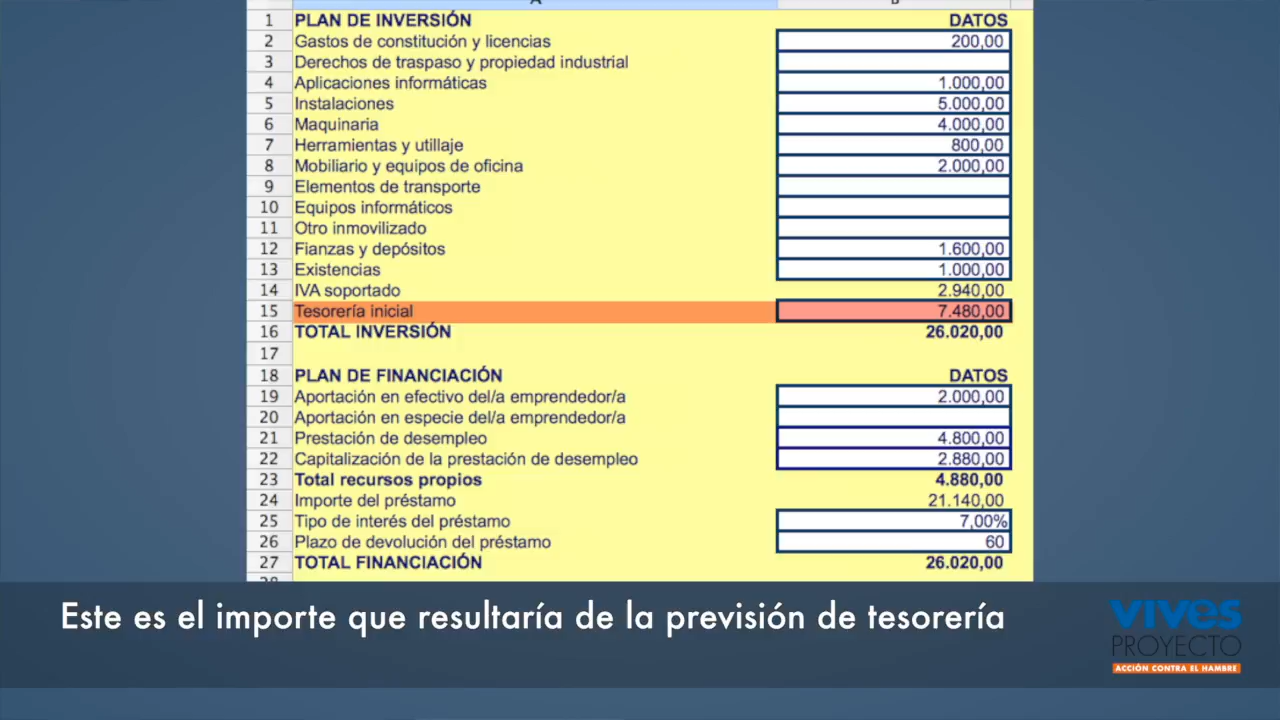 1 PLAN DE INVERSIÓN DATOS
2 Gastos de constitución y licencias 200,00
3 Derechos de traspaso y propiedad industrial
4 Aplicaciones informáticas 1.000,00
5 Instalaciones 5.000,00
6 Maquinaria 4.000,00
7 Herramientas y utillaje 800,00
8 Mobiliario y equipos de oficina 2.000,00
9 Elementos de transporte
10 Equipos informáticos
11 Otro inmovilizado
12 Fianzas y depósitos 1.600,00
13 Existencias 1.000,00
14 IVA soportado 2.940,00
15 Tesorería inicial 7.480,00
16 TOTAL INVERSIÓN 26.020,00
17
18 PLAN DE FINANCIACIÓN DATOS
19 Aportación en efectivo del/a emprendedor/a 2.000,00
20 Aportación en especie del/a emprendedor/a
21 Prestación de desempleo 4.800,00
22 Capitalización de la prestación de desempleo 2.880,00
23 Total recursos propios 4.880,00
24 Importe del préstamo 21.140,00
25 Tipo de interés del préstamo 7,00%
26 Plazo de devolución del préstamo 60
27 TOTAL FINANCIACIÓN 26.020,00
Este es el importe que resultaría de la previsión de tesorería
vives
PROYECTO
ACCIÓN CONTRA EL HAMBRE